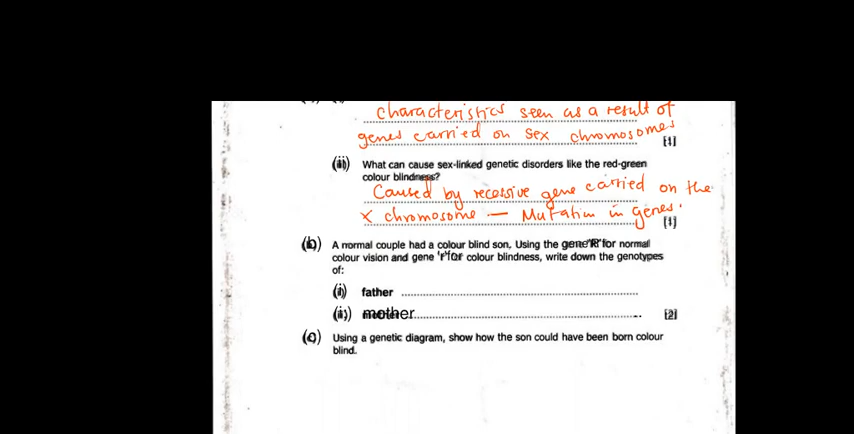 characteristics seen as a result of
genes carried on sex chromosomes
[1]
(ii) What can cause sex-linked genetic disorders like the red-green
colour blindness?
Caused by recessive gene carried on the
X chromosome — Mutation in genes.
[1]
(b) A normal couple had a colour blind son. Using the gene 'R' for normal
colour vision and gene 'r' for colour blindness, write down the genotypes
of:
(i) father
(ii) mother [2]
(c) Using a genetic diagram, show how the son could have been born colour
blind.